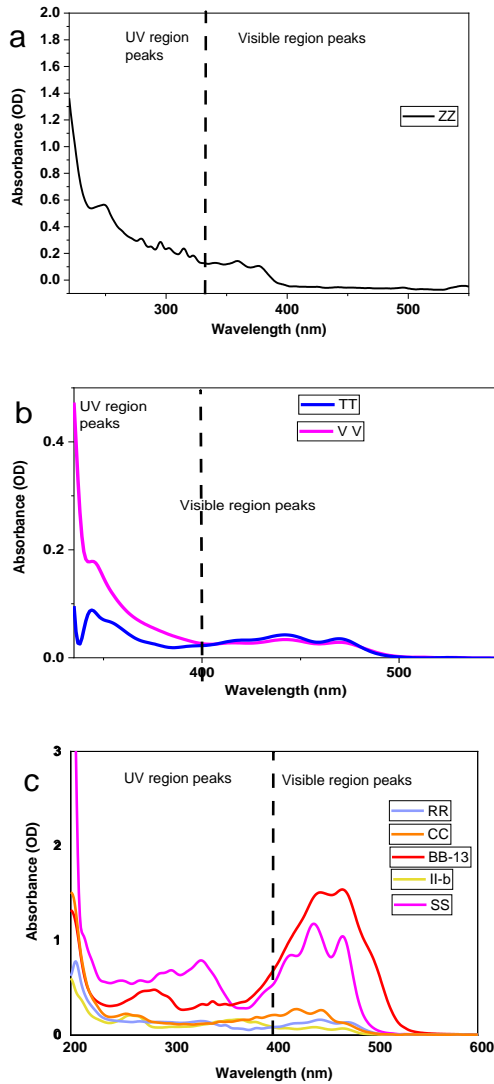 a
2.0
1.8
1.6
1.4
1.2
1.0
0.8
0.6
0.4
0.2
0.0
Absorbance (OD)
UV region
peaks
Visible region peaks
ZZ
300 400 500
Wavelength (nm)
b
0.4
0.2
0.0
Absorbance (OD)
UV region
peaks
Visible region peaks
TT
V V
400 500
Wavelength (nm)
c
3
2
1
0
Absorbance (OD)
UV region peaks
Visible region peaks
RR
CC
BB-13
II-b
SS
200 300 400 500 600
Wavelength (nm)